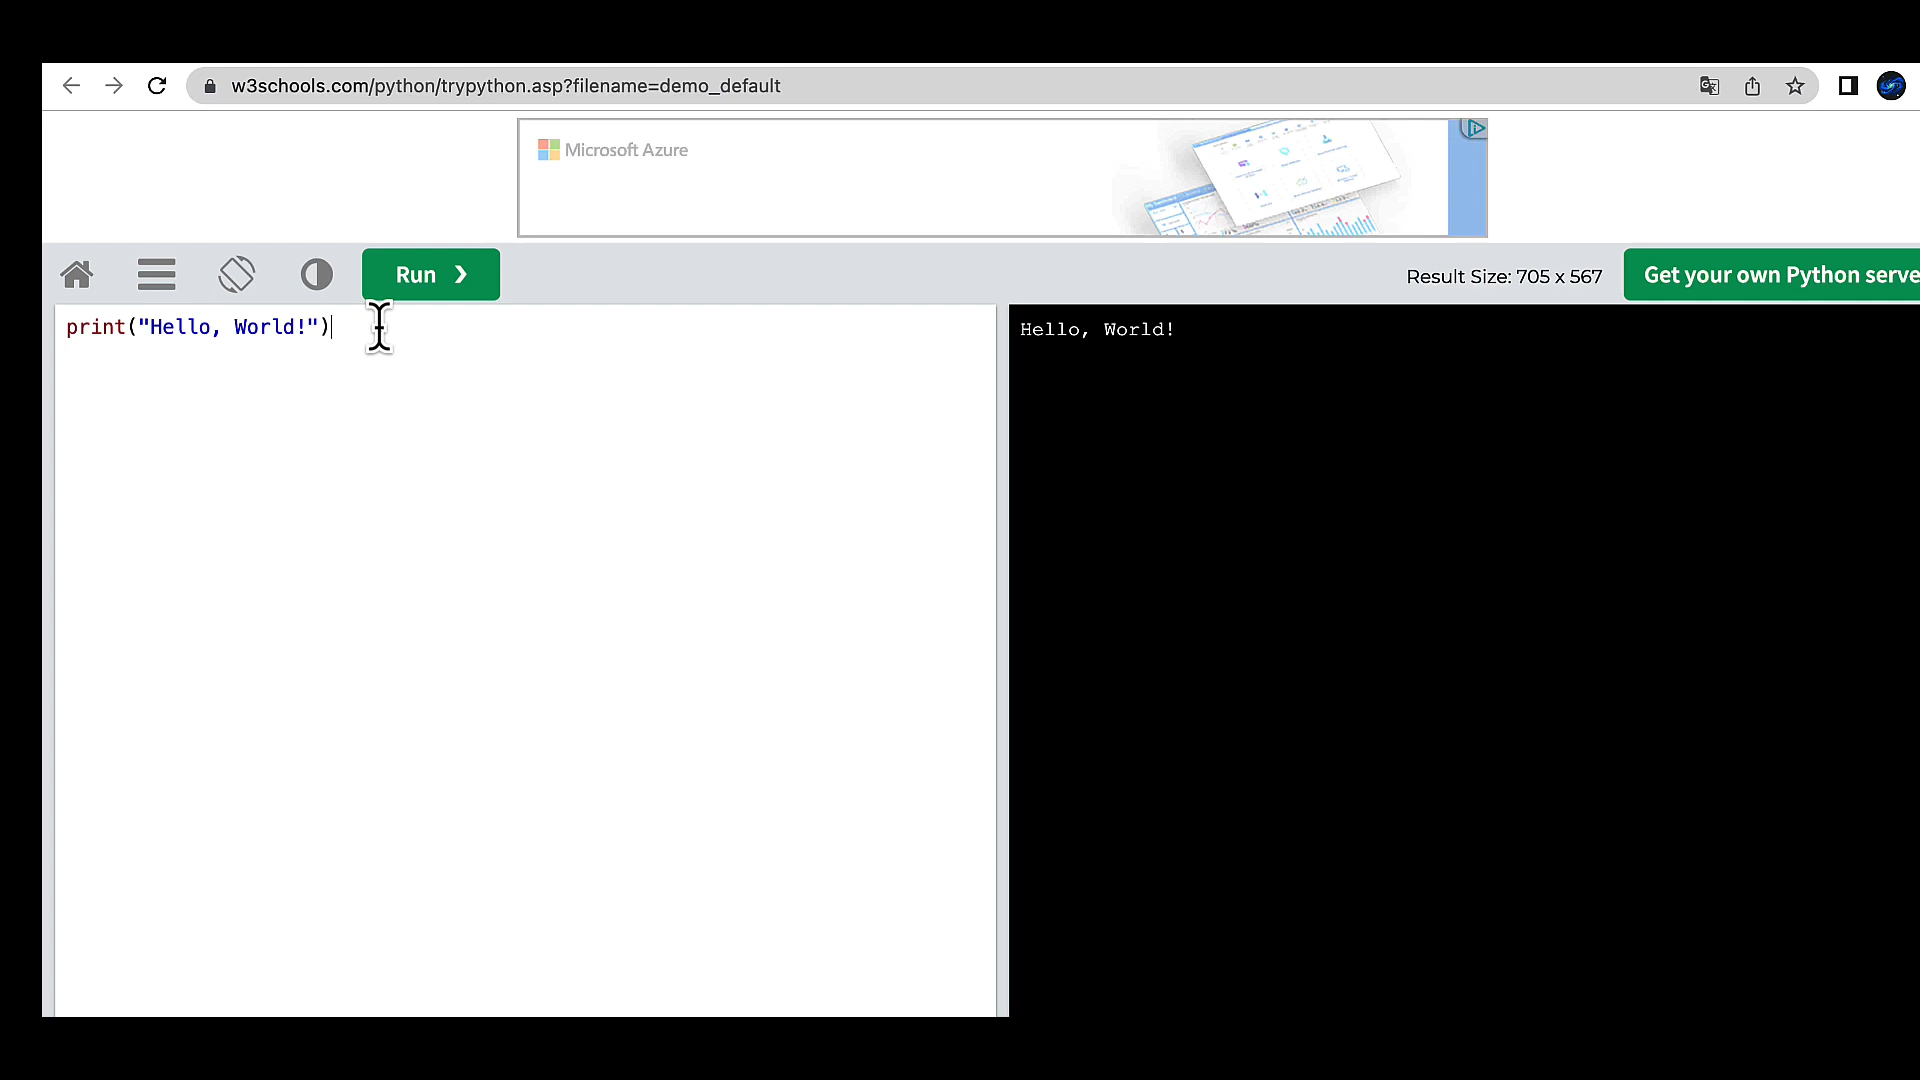 w3schools.com/python/trypython.asp?filename=demo_default
Microsoft Azure
Run ❯
Result Size: 705 x 567
Get your own Python serve
print("Hello, World!")
Hello, World!